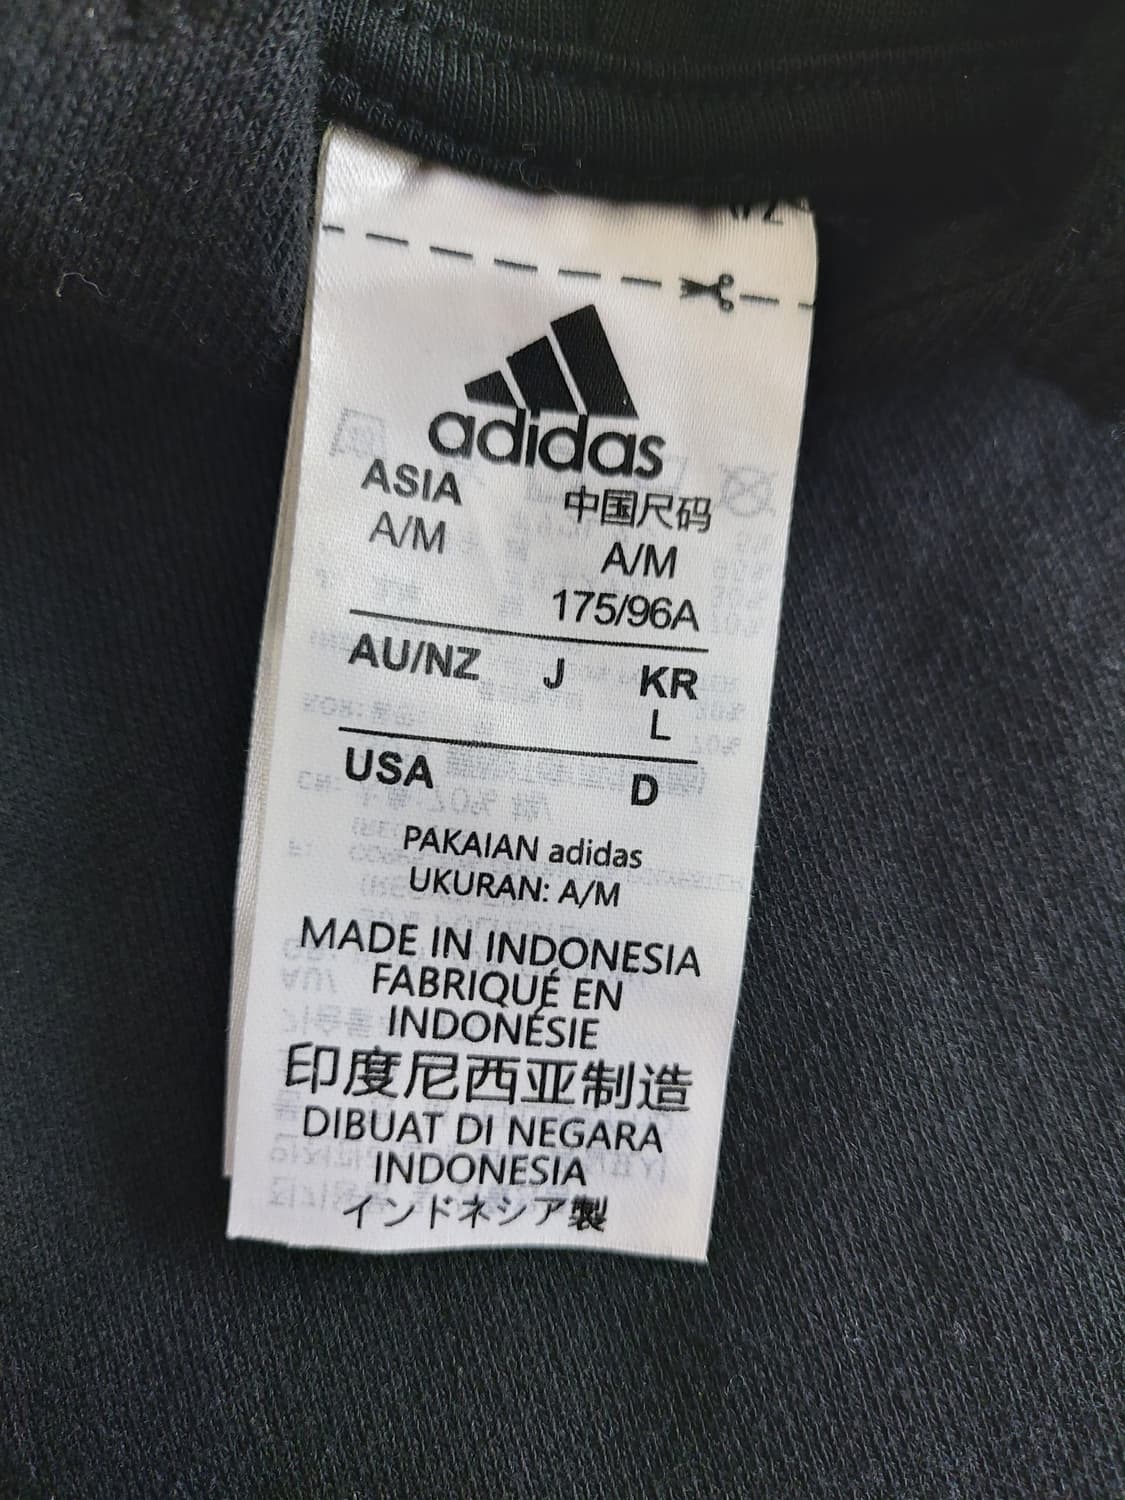 adidas
ASIA 中国尺码
A/M A/M
175/96A
AU/NZ J KR
L
USA D
PAKAIAN adidas
UKURAN: A/M
MADE IN INDONESIA
FABRIQUÉ EN
INDONÉSIE
印度尼西亚制造
DIBUAT DI NEGARA
INDONESIA
インドネシア製